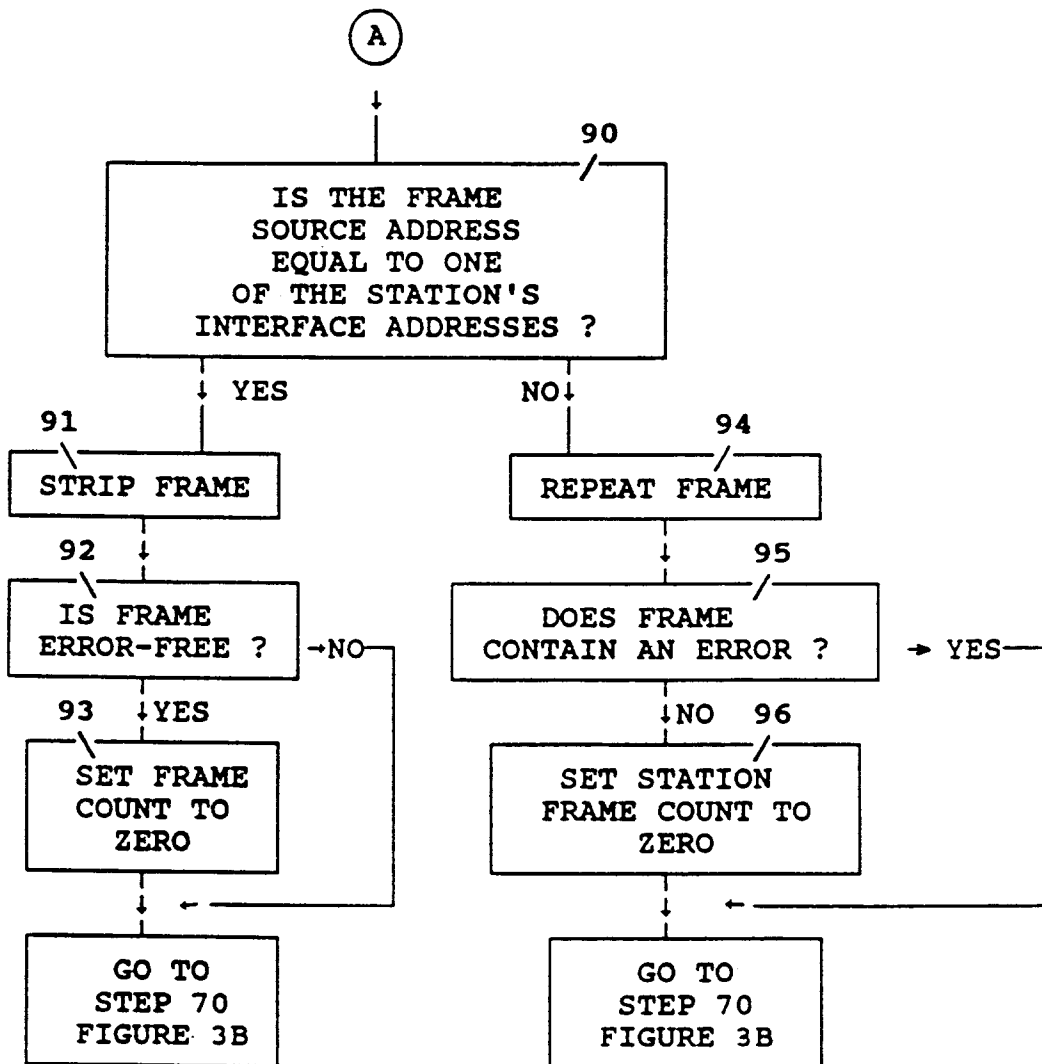 A
90
IS THE FRAME
SOURCE ADDRESS
EQUAL TO ONE
OF THE STATION'S
INTERFACE ADDRESSES ?
YES
NO
91
STRIP FRAME
94
REPEAT FRAME
92
IS FRAME
ERROR-FREE ?
NO
95
DOES FRAME
CONTAIN AN ERROR ?
YES
93
YES
SET FRAME
COUNT TO
ZERO
NO
96
SET STATION
FRAME COUNT TO
ZERO
GO TO
STEP 70
FIGURE 3B
GO TO
STEP 70
FIGURE 3B